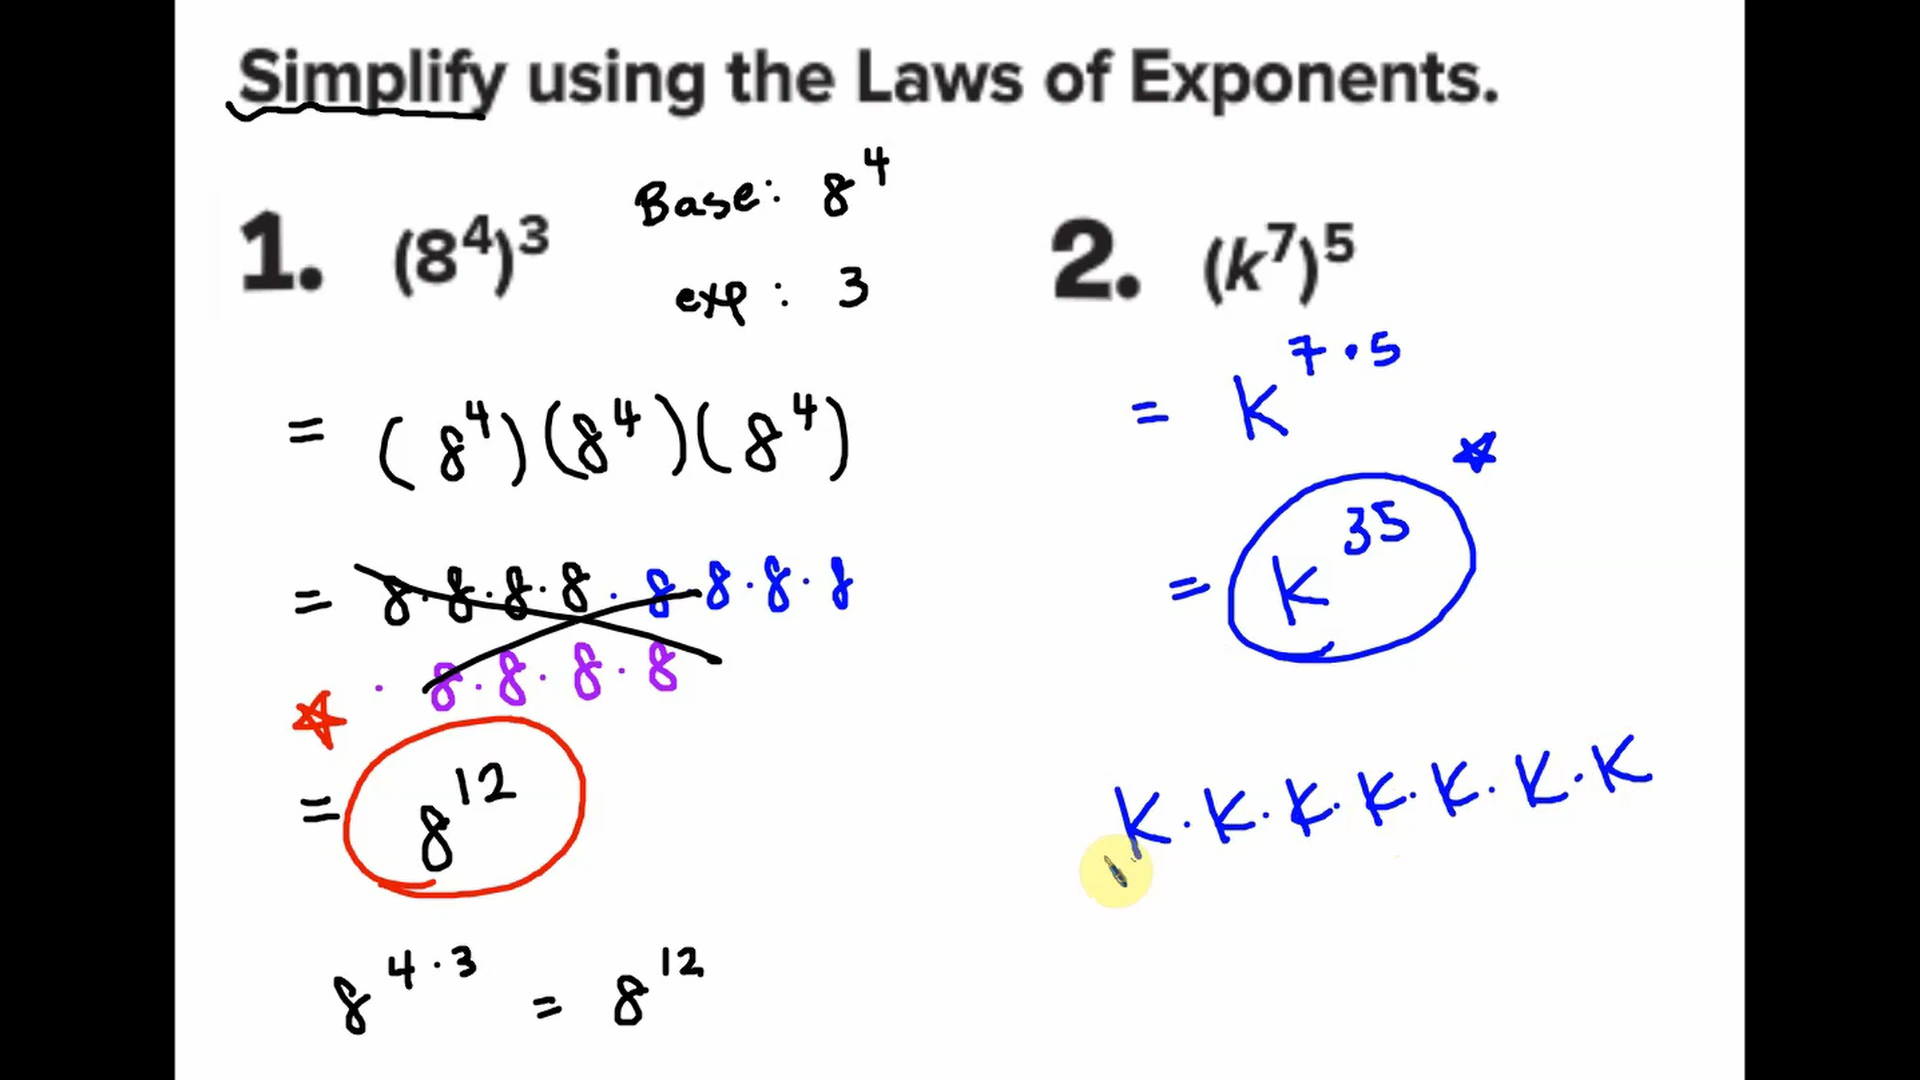 Simplify using the Laws of Exponents.
1. (8⁴)³
Base: 8⁴
exp: 3
= (8⁴)(8⁴)(8⁴)
= 8·8·8·8·8·8·8·8
·8·8·8·8
= 8¹²
8⁴·³ = 8¹²
2. (k⁷)⁵
= K⁷·⁵
= K³⁵
K·K·K·K·K·K·K